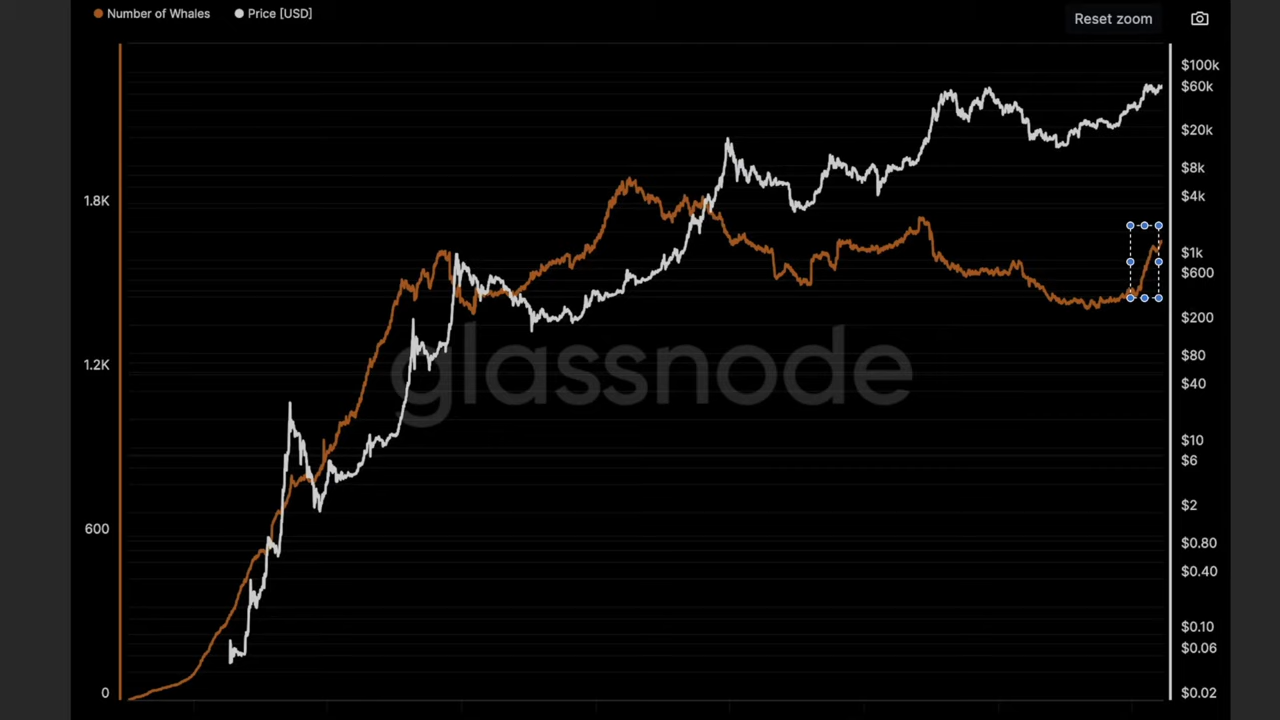 Number of Whales Price [USD]
Reset zoom
$100k
$60k
$20k
1.8K
$8k
$4k
$1k
$600
$200
1.2K
$80
$40
glassnode
$10
$6
600
$2
$0.80
$0.40
$0.10
$0.06
0
$0.02